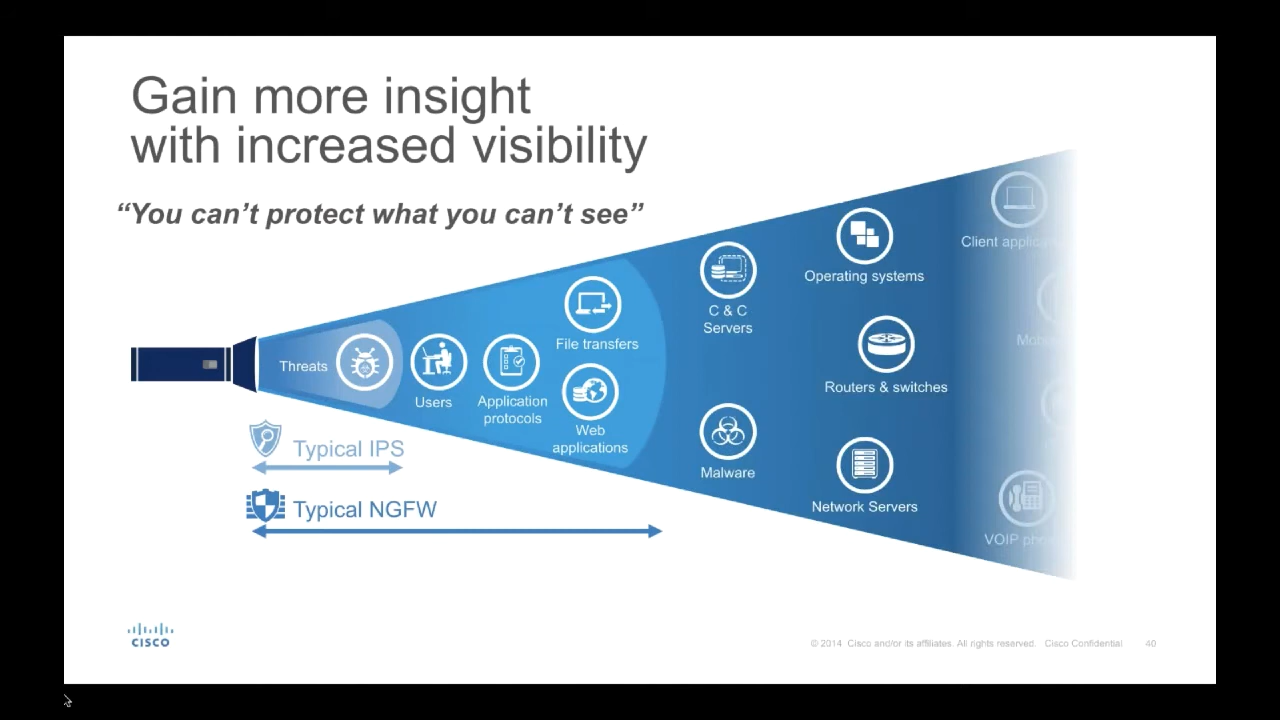 Gain more insight
with increased visibility
“You can’t protect what you can’t see”
Threats
Users
Application
protocols
File transfers
Web
applications
C & C
Servers
Malware
Operating systems
Routers & switches
Network Servers
Client
VOIP
Typical IPS
Typical NGFW
CISCO
© 2014 Cisco and/or its affiliates. All rights reserved. Cisco Confidential 40